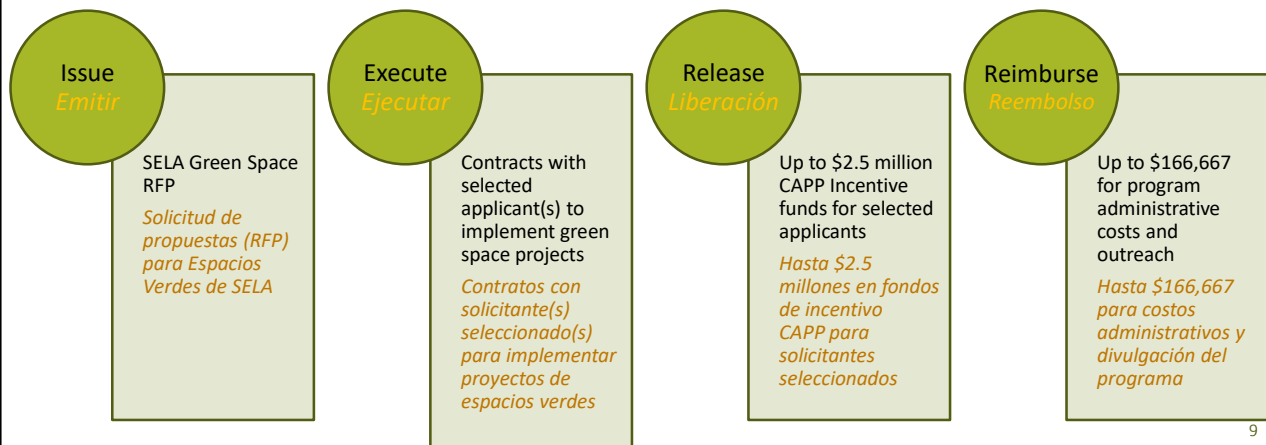 Issue
Emitir
SELA Green Space
RFP
Solicitud de
propuestas (RFP)
para Espacios
Verdes de SELA
Execute
Ejecutar
Contracts with
selected
applicant(s) to
implement green
space projects
Contratos con
solicitante(s)
seleccionado(s)
para implementar
proyectos de
espacios verdes
Release
Liberación
Up to $2.5 million
CAPP Incentive
funds for selected
applicants
Hasta $2.5
millones en fondos
de incentivo
CAPP para
solicitantes
seleccionados
Reimburse
Reembolso
Up to $166,667
for program
administrative
costs and
outreach
Hasta $166,667
para costos
administrativos y
divulgación del
programa
9